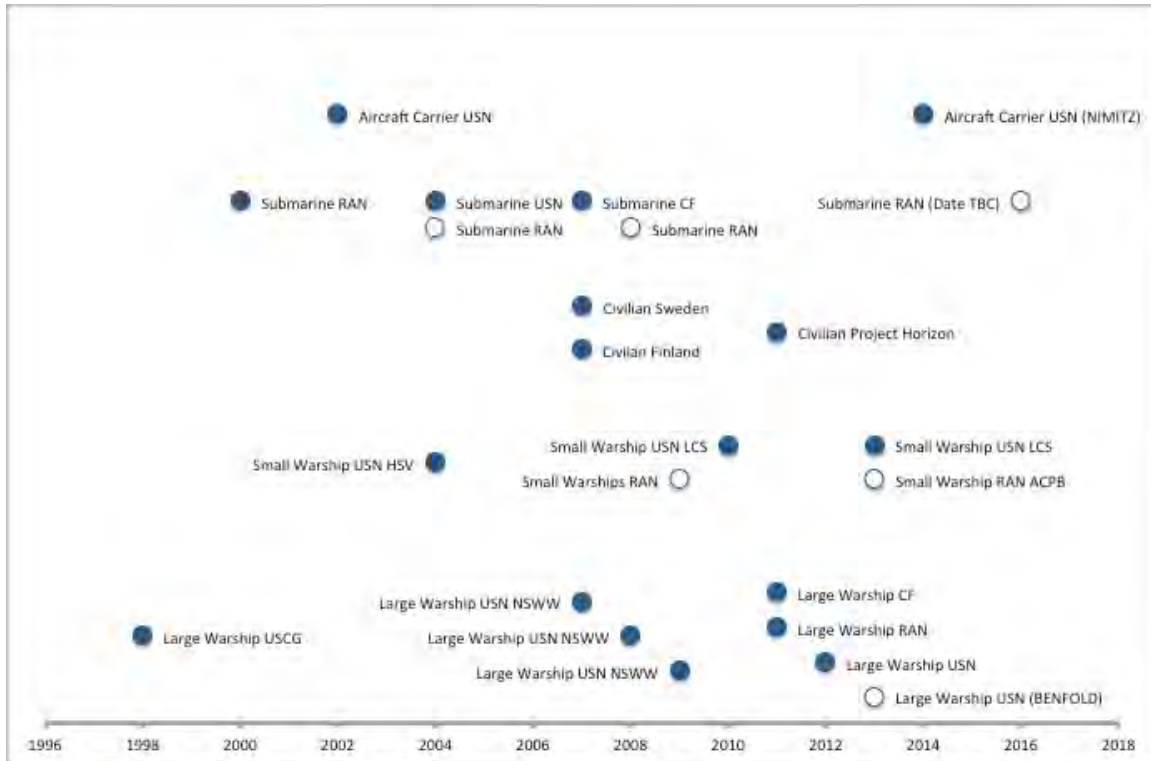 Aircraft Carrier USN
Aircraft Carrier USN (NIMITZ)
Submarine RAN
Submarine USN
Submarine CF
Submarine RAN (Date TBC)
Submarine RAN
Submarine RAN
Civilian Sweden
Civilian Project Horizon
Civilan Finland
Small Warship USN LCS
Small Warship USN LCS
Small Warship USN HSV
Small Warships RAN
Small Warship RAN ACPB
Large Warship CF
Large Warship USN NSWW
Large Warship RAN
Large Warship USCG
Large Warship USN NSWW
Large Warship USN
Large Warship USN NSWW
Large Warship USN (BENFOLD)
1996 1998 2000 2002 2004 2006 2008 2010 2012 2014 2016 2018